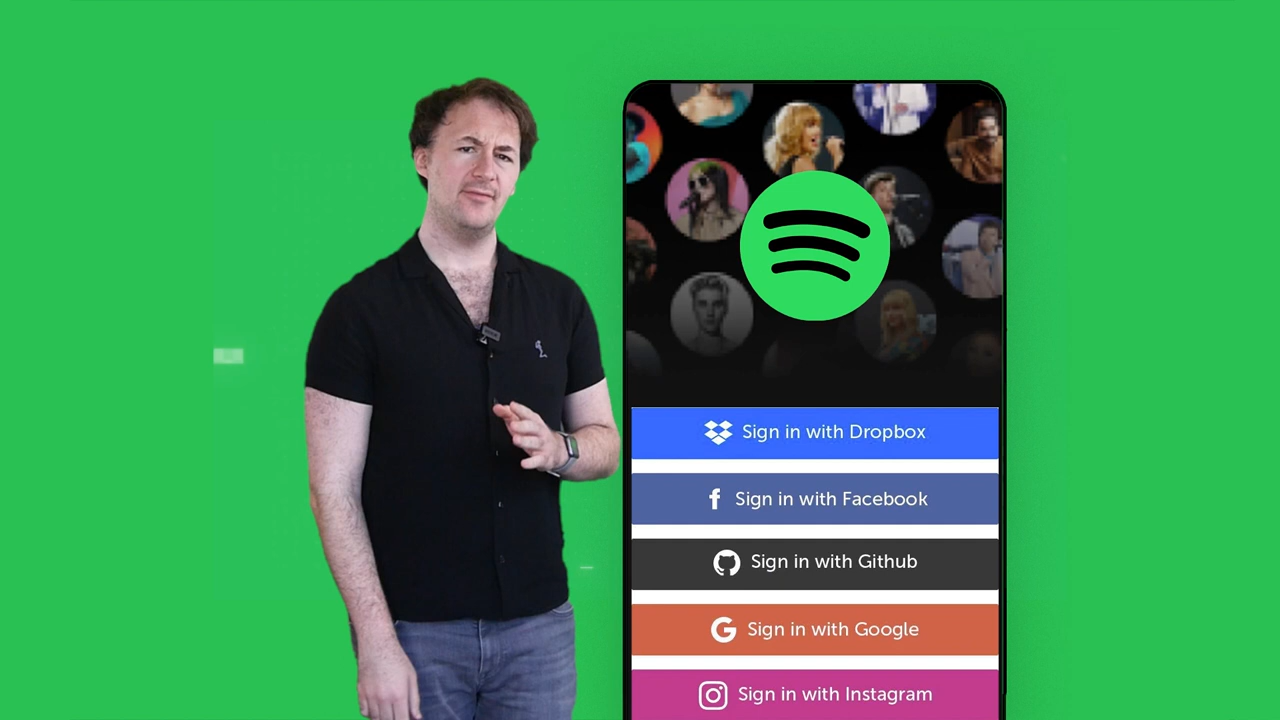 Sign in with Dropbox
Sign in with Facebook
Sign in with Github
Sign in with Google
Sign in with Instagram